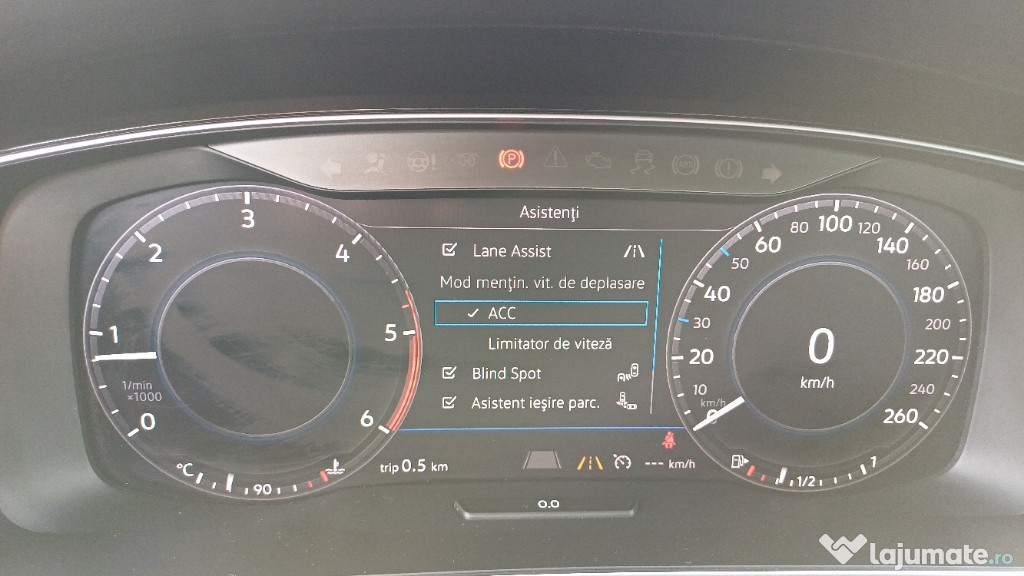 Asistenți
Lane Assist
Mod menţin. vit. de deplasare
ACC
Limitator de viteză
Blind Spot
Asistent ieşire parc.
0 1 2 3 4 5 6
1/min
×1000
°C
90
trip 0.5 km
--- km/h
0.0
0 10 20 30 40 50 60 80 100 120 140 160 180 200 220 240 260
km/h
0
km/h
1/2 1
P
lajumate.ro